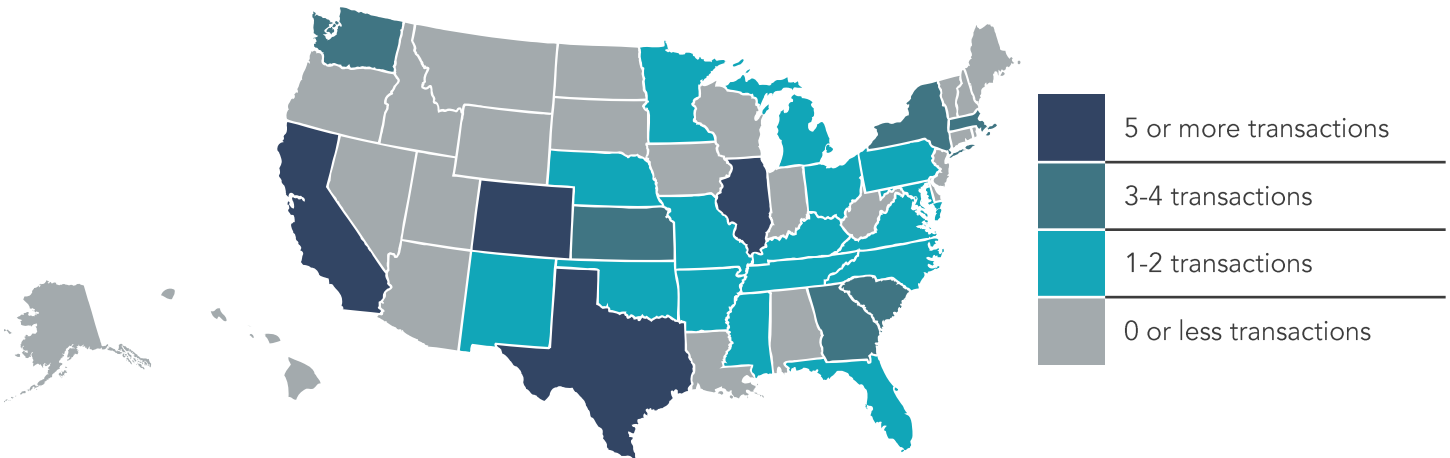 5 or more transactions
3-4 transactions
1-2 transactions
0 or less transactions